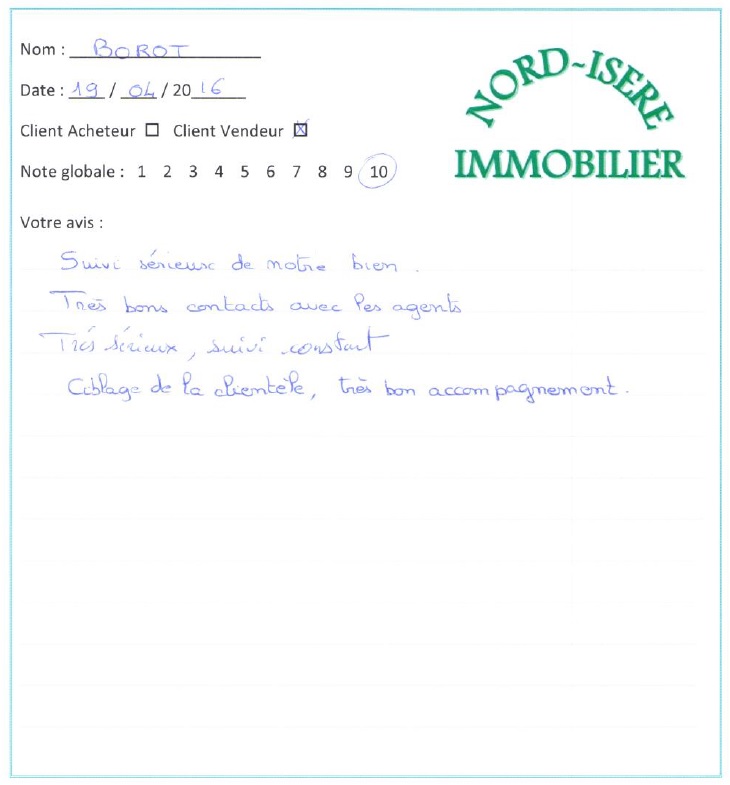 Nom : BOROT
NORD-ISERE
Date : 19 / 04 / 2016
Client Acheteur ☐ Client Vendeur ☒
IMMOBILIER
Note globale : 1 2 3 4 5 6 7 8 9 10
Votre avis :
Suivi sérieux de notre bien.
Très bons contacts avec les agents
Très sérieux, suivi constant
Ciblage de la clientèle, très bon accompagnement.